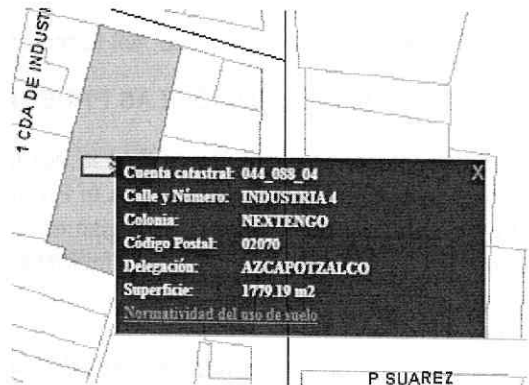 1 CDA DE INDUSTI
Cuenta catastral: 044_088_04
X
Calle y Número: INDUSTRIA 4
Colonia: NEXTENGO
Código Postal: 02070
Delegación: AZCAPOTZALCO
Superficie: 1779.19 m2
Normatividad del uso de suelo
P SUAREZ